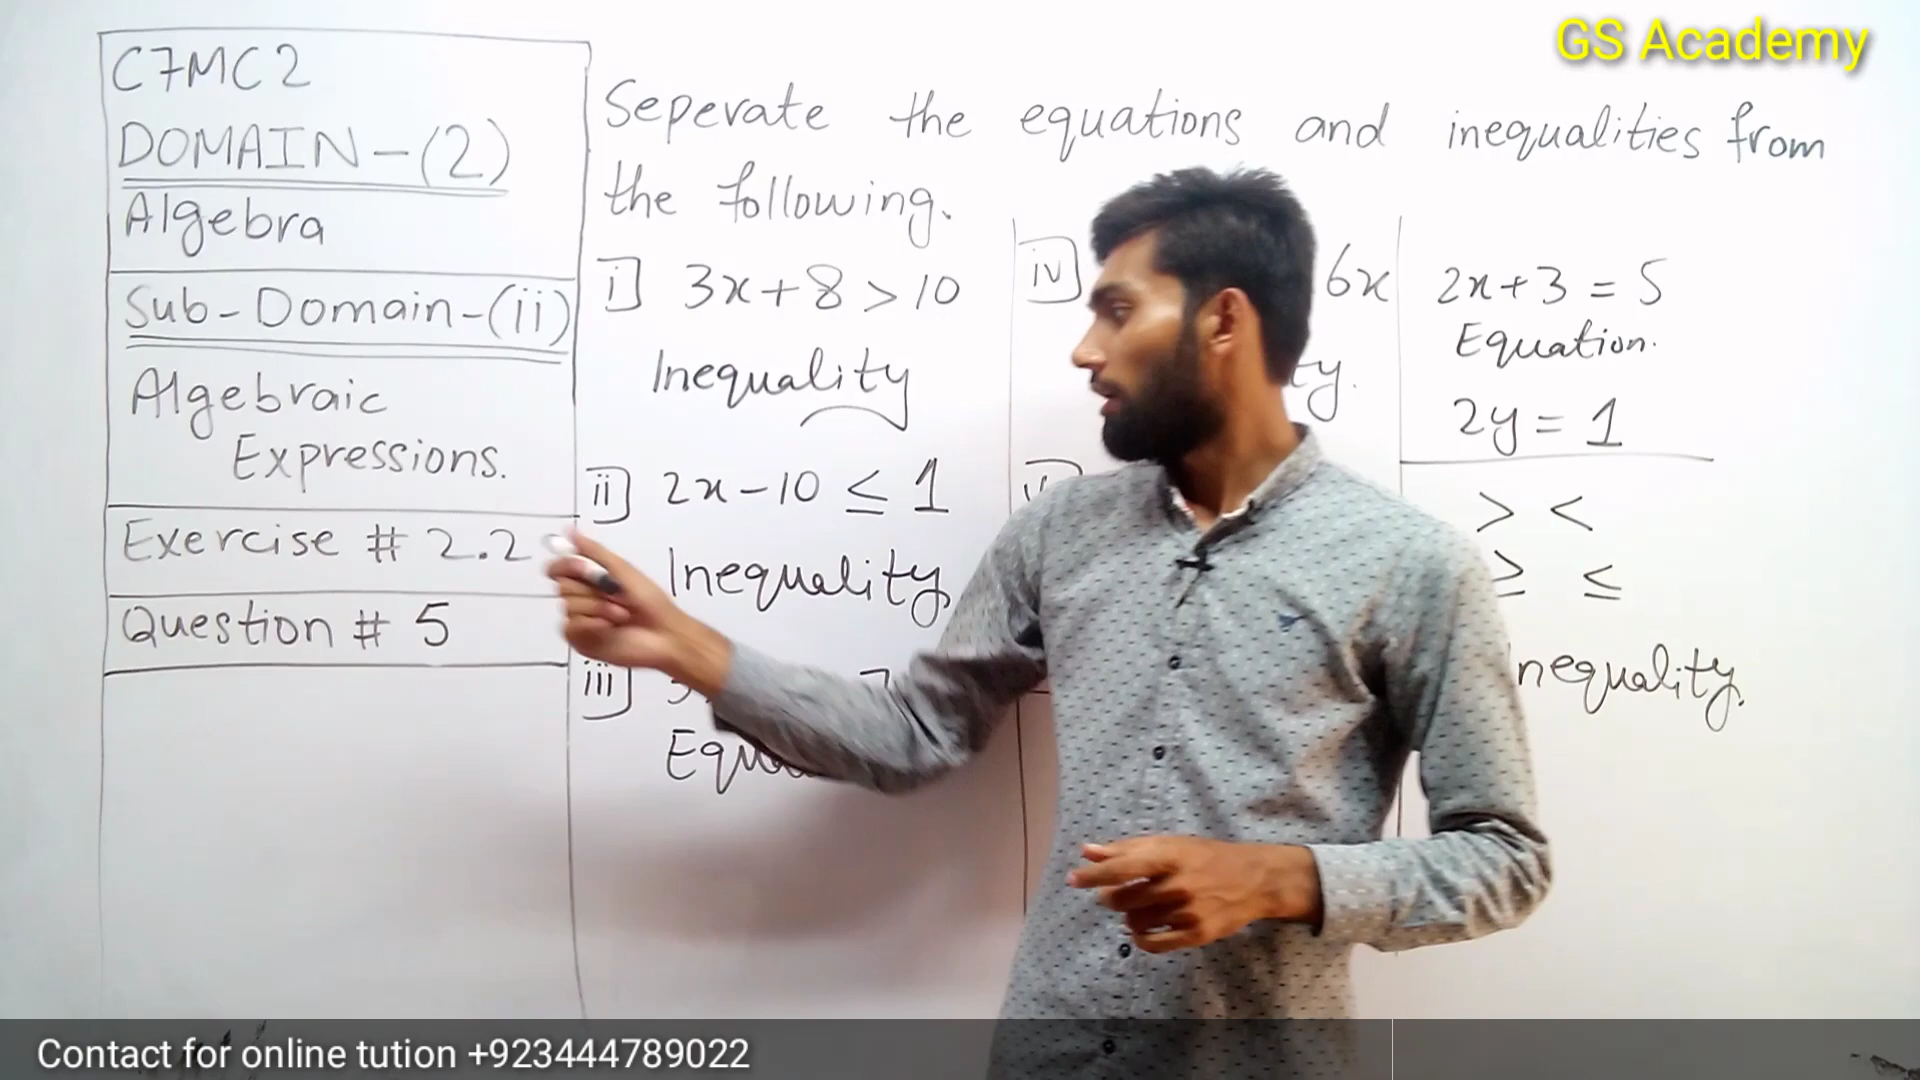 GS Academy
C7MC2
DOMAIN-(2)
Algebra
Sub-Domain-(ii)
Algebraic
Expressions.
Exercise # 2.2
Question # 5
Seperate the equations and inequalities from
the following.
i] 3x+8>10
Inequality
ii] 2x-10 ≤ 1
Inequality
iii]
iv] 6x
2x+3 = 5
Equation.
2y = 1
> <
≥ ≤
nequality.
Contact for online tution +923444789022